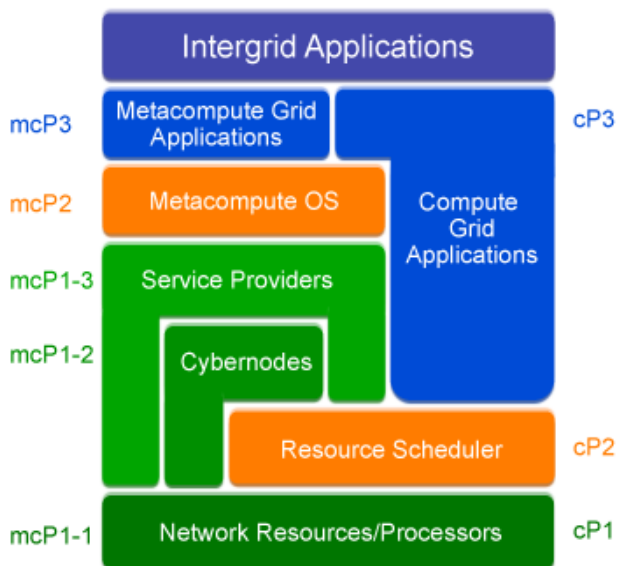 Intergrid Applications
mcP3
Metacompute Grid
Applications
cP3
mcP2
Metacompute OS
Compute
Grid
Applications
mcP1-3
Service Providers
mcP1-2
Cybernodes
Resource Scheduler
cP2
mcP1-1
Network Resources/Processors
cP1